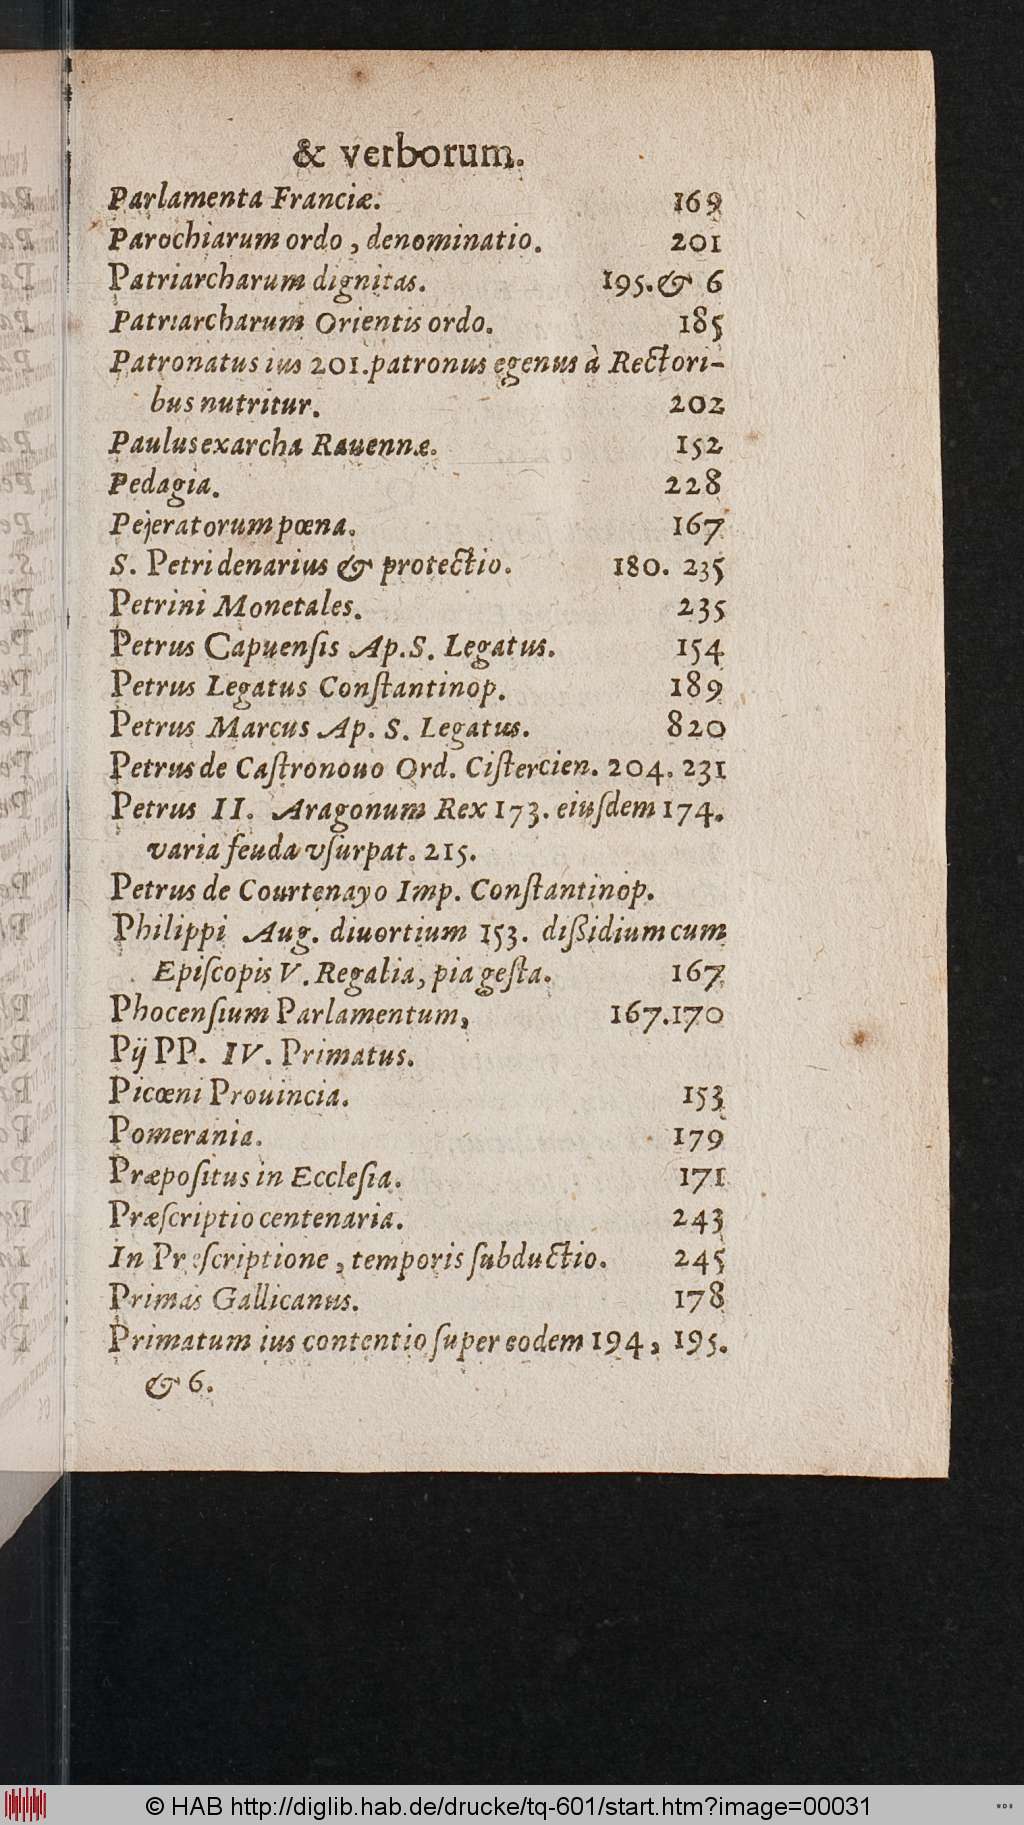 & verborum.
Parlamenta Franciæ. 169
Parochiarum ordo, denominatio. 201
Patriarcharum dignitas. 195. & 6
Patriarcharum Orientis ordo. 185
Patronatus ius 201. patronus egenus à Rectori-
bus nutritur. 202
Paulus exarcha Rauennæ. 152
Pedagia. 228
Pejeratorum pœna. 167
S. Petri denarius & protectio. 180. 235
Petrini Monetales. 235
Petrus Capuenſis Ap. S. Legatus. 154
Petrus Legatus Conſtantinop. 189
Petrus Marcus Ap. S. Legatus. 820
Petrus de Caſtronouo Ord. Ciſtercien. 204. 231
Petrus II. Aragonum Rex 173. eiuſdem 174.
varia feuda vſurpat. 215.
Petrus de Courtenayo Imp. Conſtantinop.
Philippi Aug. diuortium 153. dißidium cum
Epiſcopis V. Regalia, pia geſta. 167
Phocenſium Parlamentum, 167. 170
Pij PP. IV. Primatus.
Picœni Prouincia. 153
Pomerania. 179
Præpoſitus in Eccleſia. 171
Præſcriptio centenaria. 243
In Preſcriptione, temporis ſubductio. 245
Primas Gallicanus. 178
Primatum ius contentio ſuper eodem 194, 195.
& 6.
© HAB http://diglib.hab.de/drucke/tq-601/start.htm?image=00031